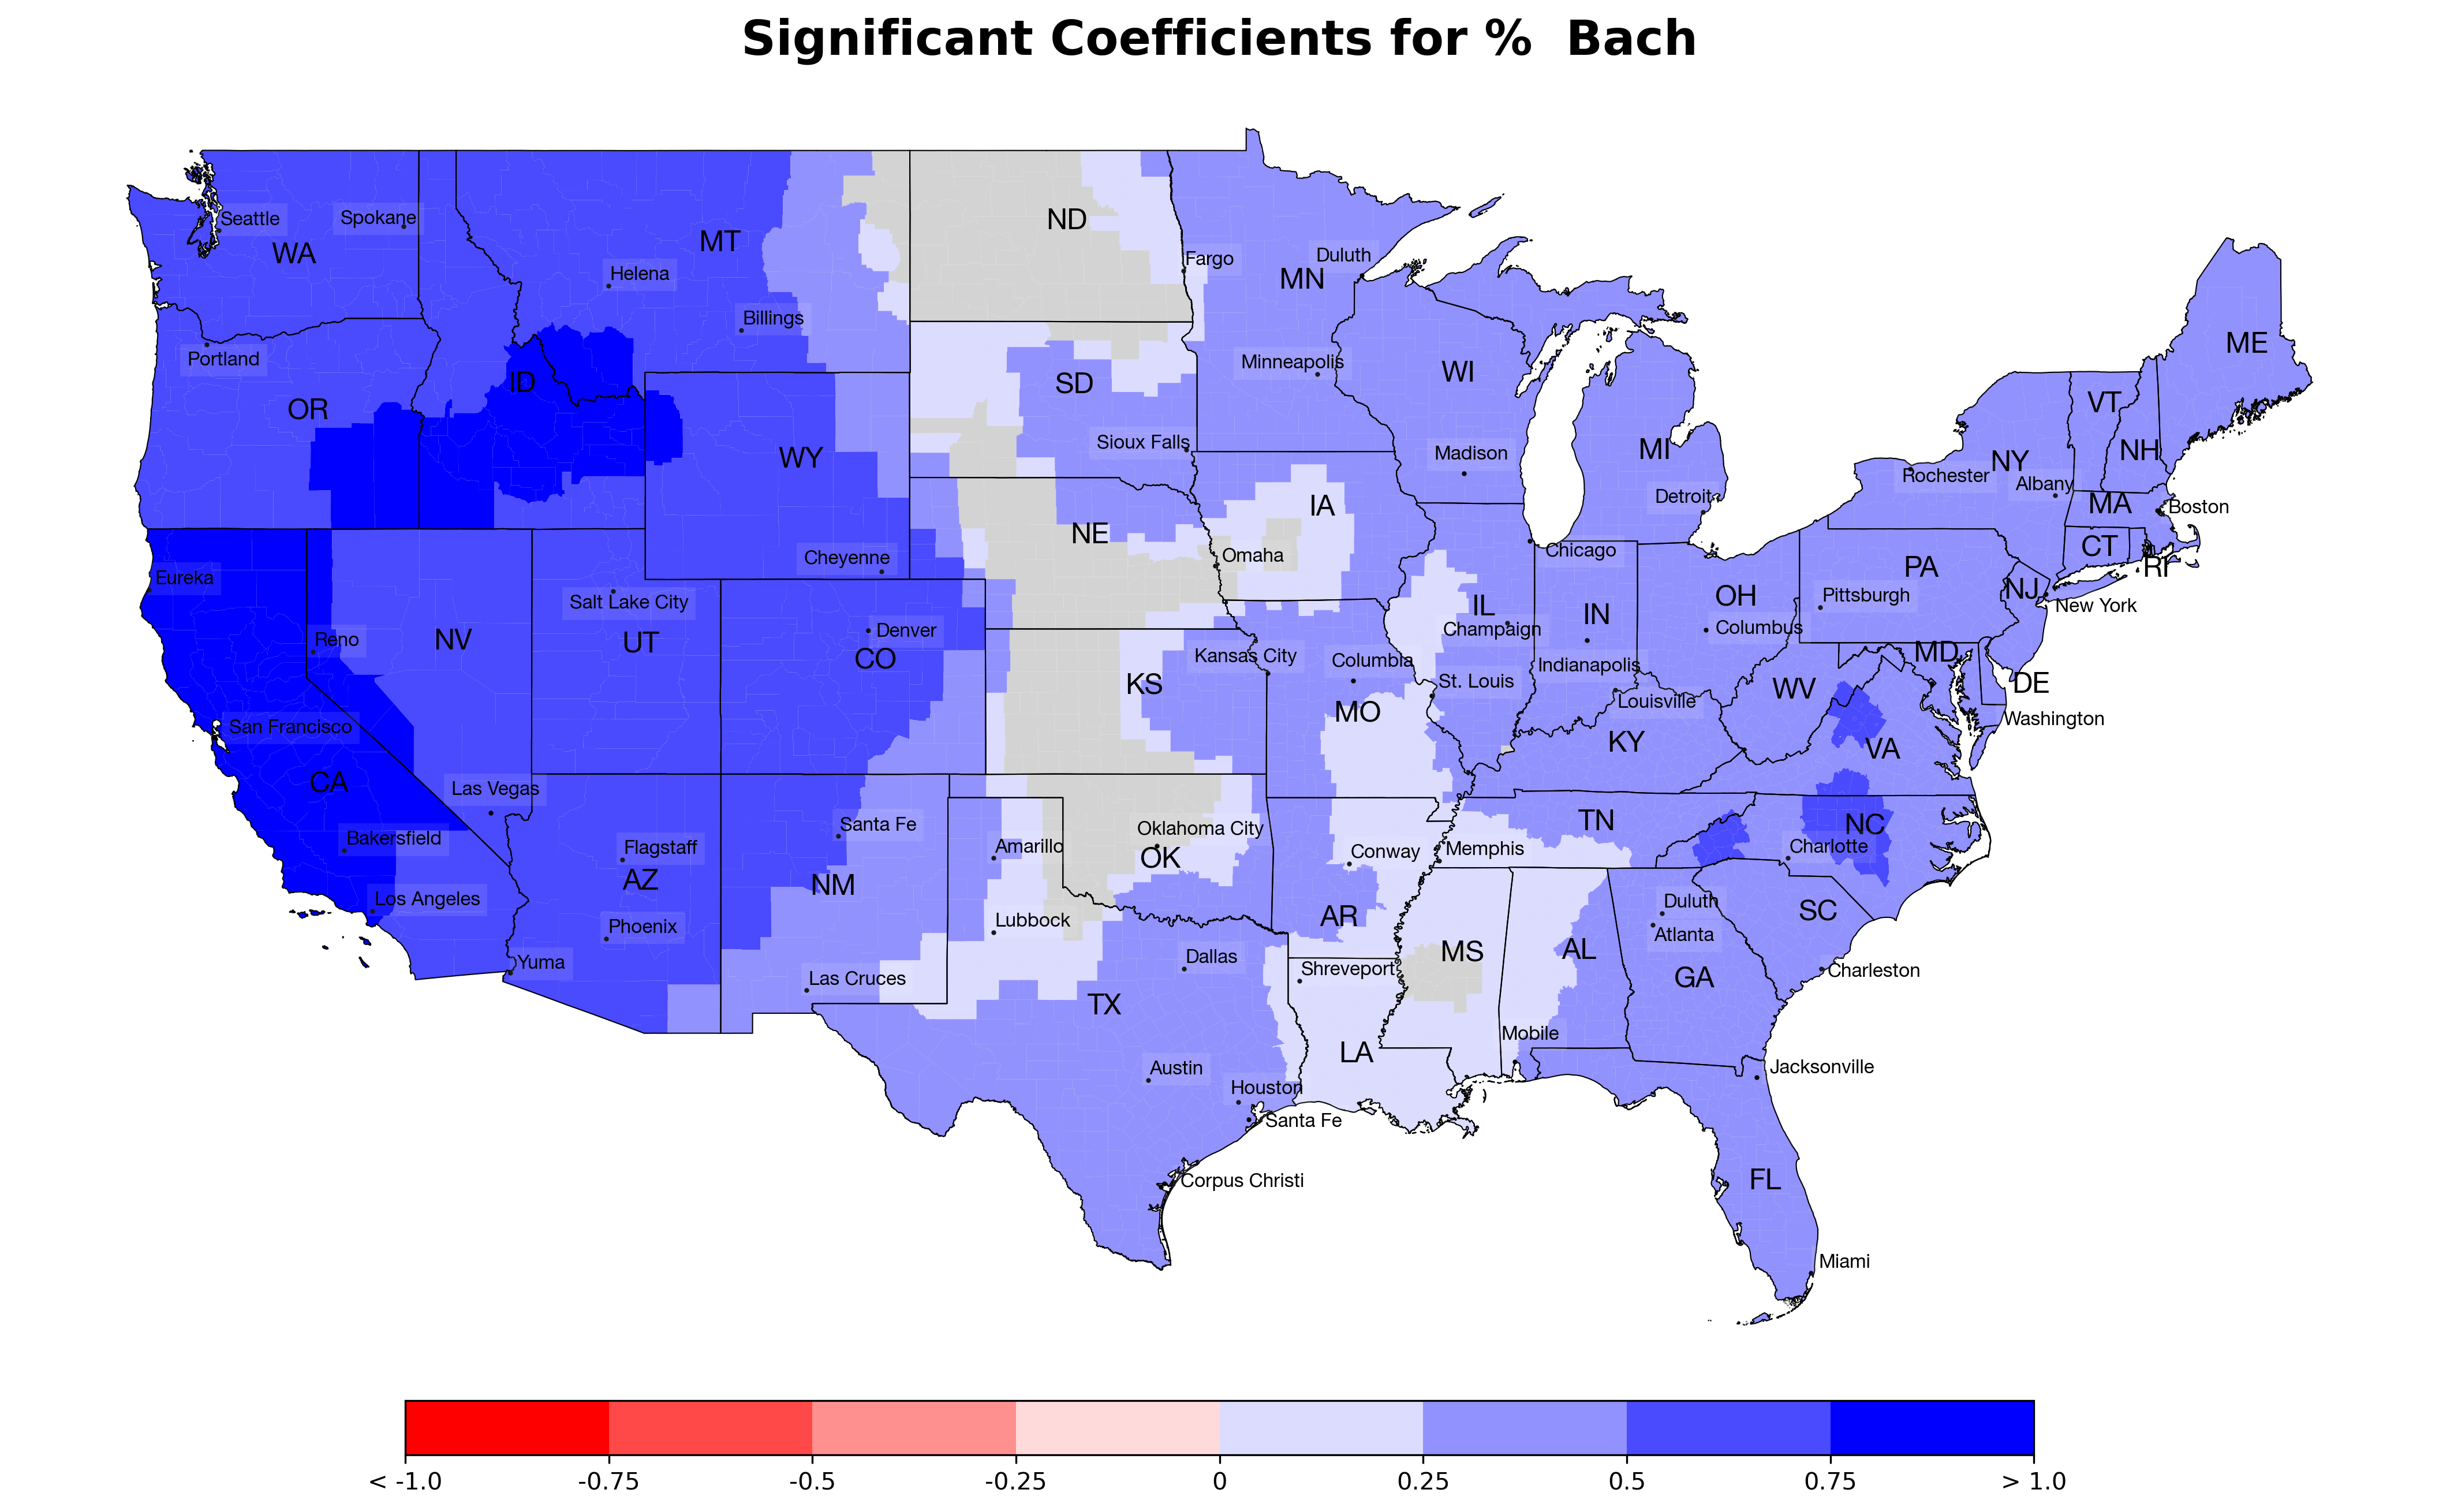 Significant Coefficients for %  Bach
Seattle
Spokane
WA
MT
ND
Helena
Fargo
Duluth
MN
Billings
Portland
ID
OR
SD
Minneapolis
WI
ME
VT
WY
Sioux Falls
Madison
MI
NY
NH
Rochester
Albany
Detroit
MA
Boston
IA
NE
Cheyenne
Omaha
Chicago
CT
RI
PA
NJ
New York
Eureka
Salt Lake City
Reno
NV
UT
Denver
CO
IL
Champaign
IN
OH
Pittsburgh
Columbus
Kansas City
Columbia
Indianapolis
MD
DE
KS
St. Louis
MO
Louisville
WV
Washington
San Francisco
CA
KY
VA
Las Vegas
Santa Fe
Bakersfield
Flagstaff
AZ
NM
Amarillo
Oklahoma City
OK
Conway
Memphis
TN
NC
Charlotte
Los Angeles
Phoenix
Lubbock
AR
Duluth
Atlanta
SC
Yuma
Las Cruces
Dallas
TX
Shreveport
MS
AL
GA
Charleston
LA
Mobile
Austin
Houston
Santa Fe
Jacksonville
Corpus Christi
FL
Miami
< -1.0 -0.75 -0.5 -0.25 0 0.25 0.5 0.75 > 1.0